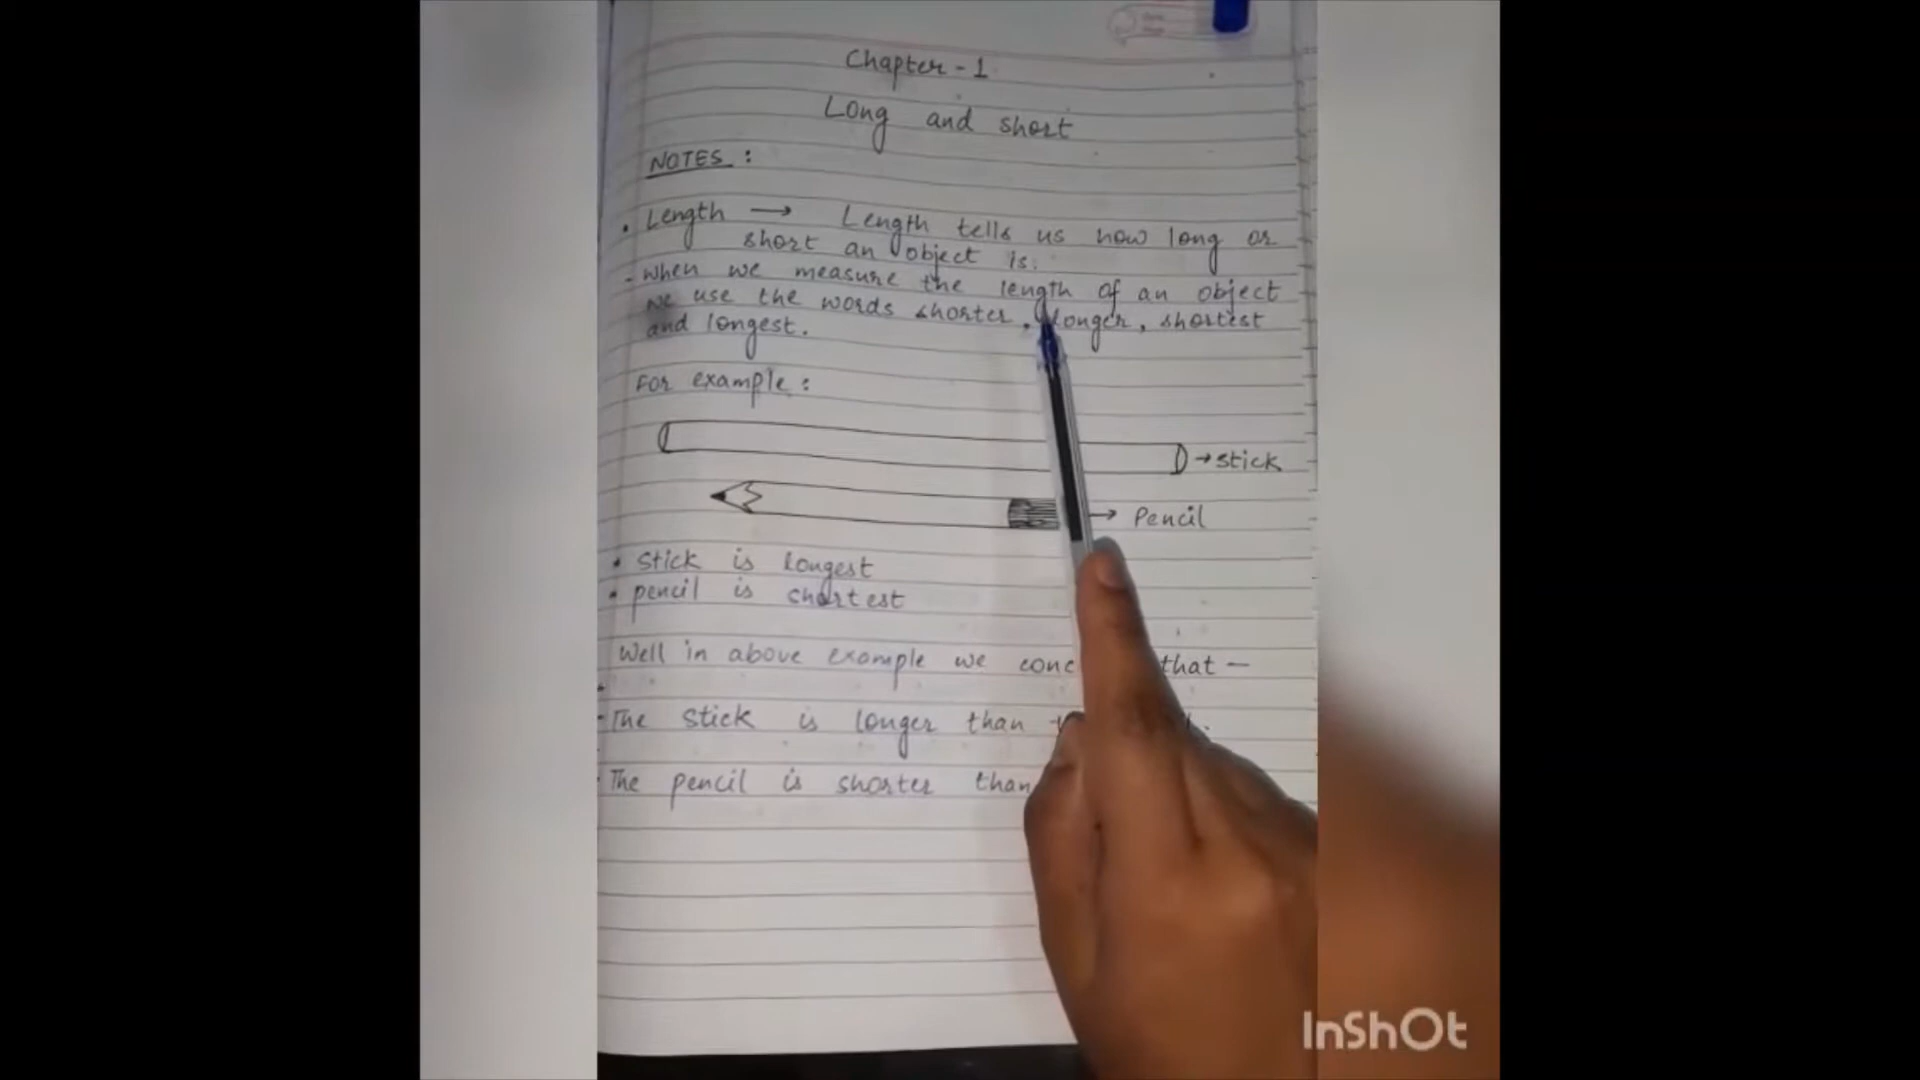 Chapter - 1
Long and short
NOTES :
• Length → Length tells us how long or
short an object is.
- When we measure the length of an object
we use the words shorter, longer, shortest
and longest.
For example :
→ stick
→ Pencil
• Stick is longest
• pencil is shortest
Well in above example we that —
- The stick is longer than
• The pencil is shorter than
InShOt